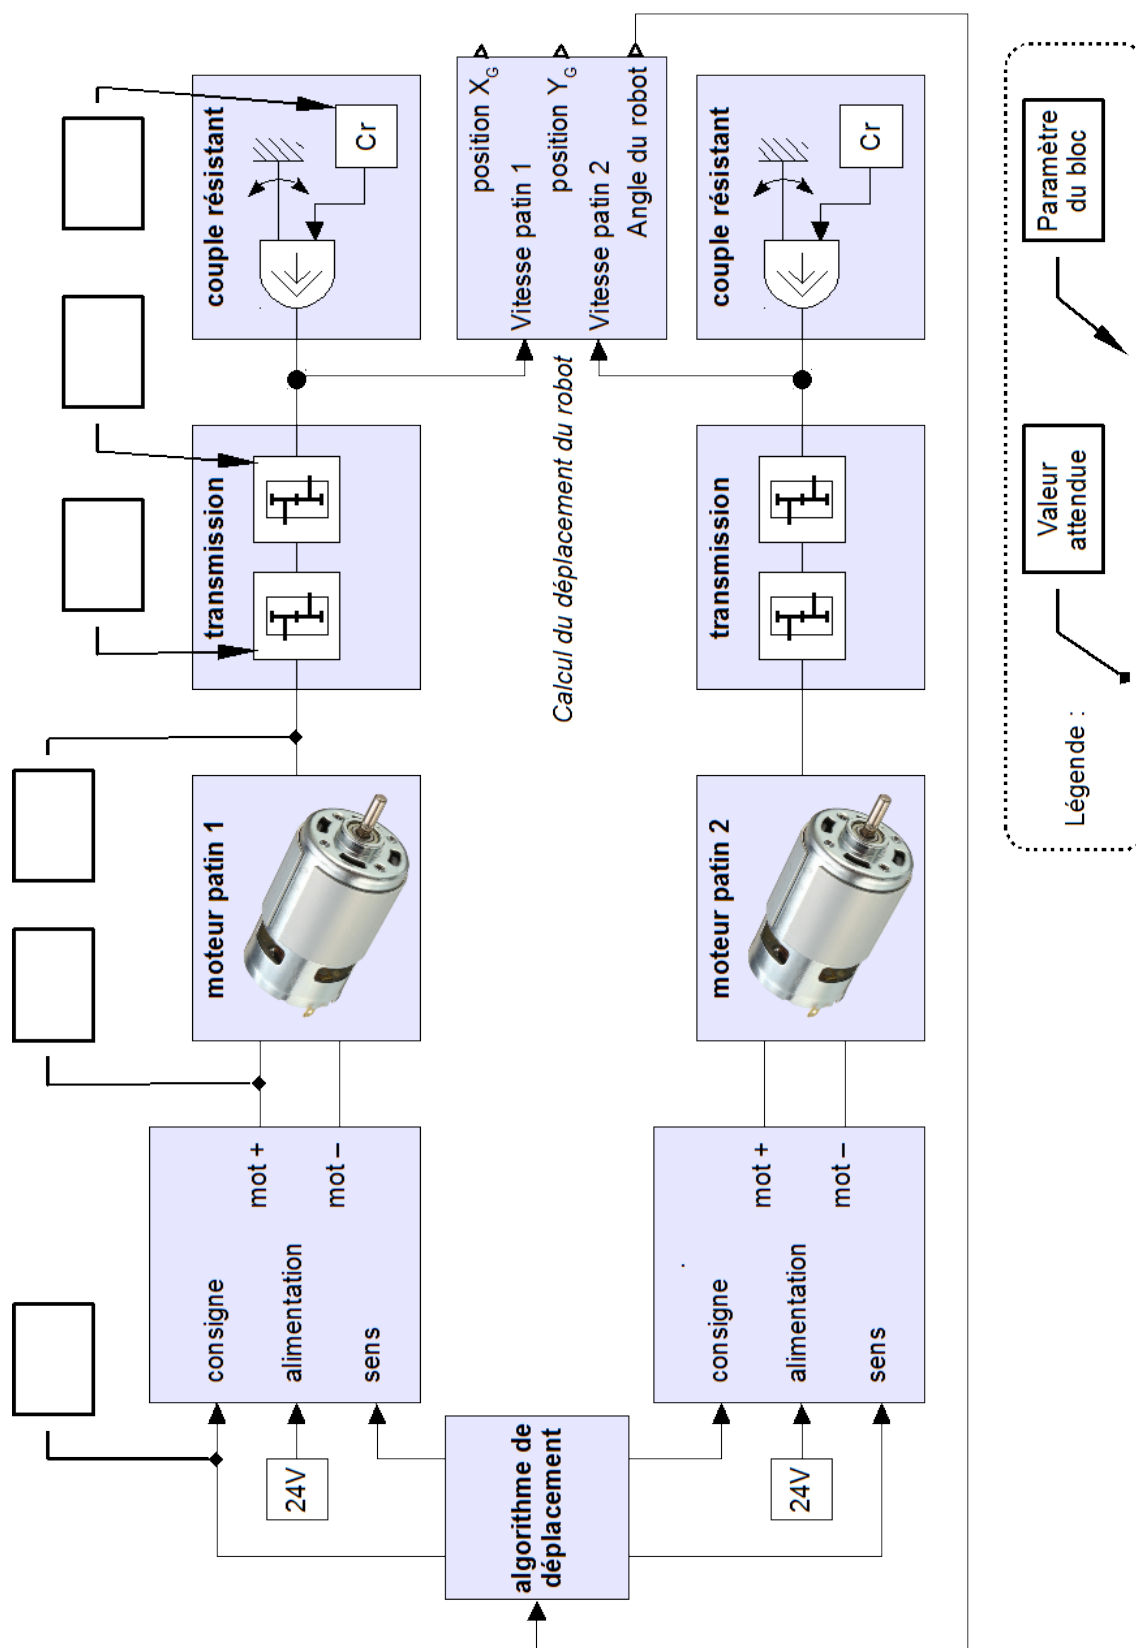 couple résistant
Cr
position X_G
Vitesse patin 1
position Y_G
Vitesse patin 2
Angle du robot
couple résistant
Cr
Calcul du déplacement du robot
transmission
transmission
moteur patin 1
moteur patin 2
mot +
mot –
consigne
alimentation
sens
24V
mot +
mot –
consigne
alimentation
sens
24V
algorithme de
déplacement
Légende :
Valeur
attendue
Paramètre
du bloc